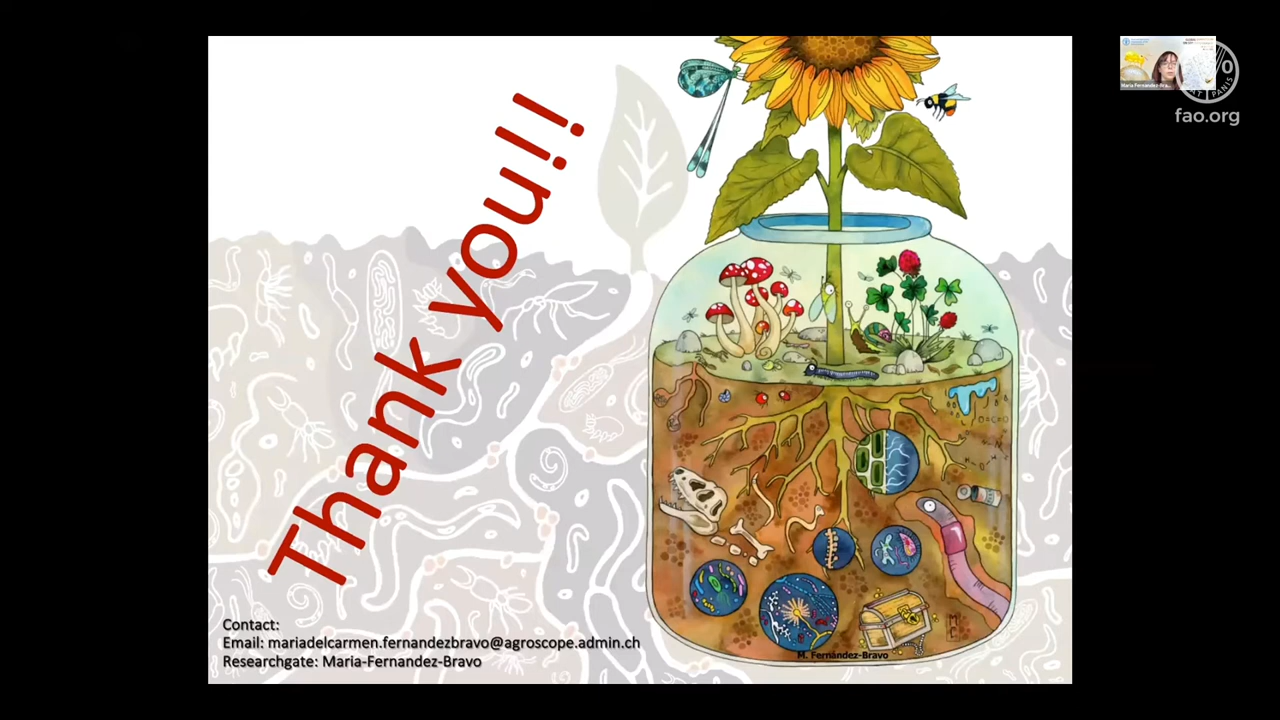 Thank you!!
Contact:
Email: mariadelcarmen.fernandezbravo@agroscope.admin.ch
Researchgate: Maria-Fernandez-Bravo
M. Fernández-Bravo
fao.org